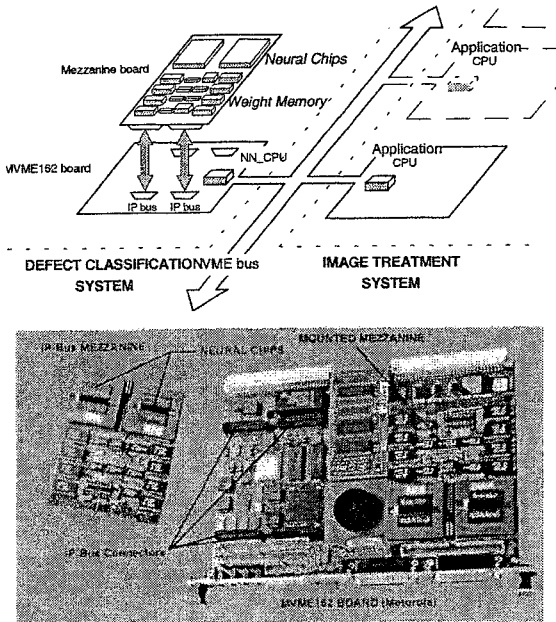 Application
CPU
Neural Chips
Mezzanine board
Weight Memory
Application
CPU
NN_CPU
MVME162 board
IP bus
IP bus
DEFECT CLASSIFICATION
SYSTEM
VME bus
IMAGE TREATMENT
SYSTEM
IP-Bus MEZZANINE
NEURAL CHIPS
MOUNTED MEZZANINE
IP-Bus Connectors
MVME162 BOARD (Motorola)